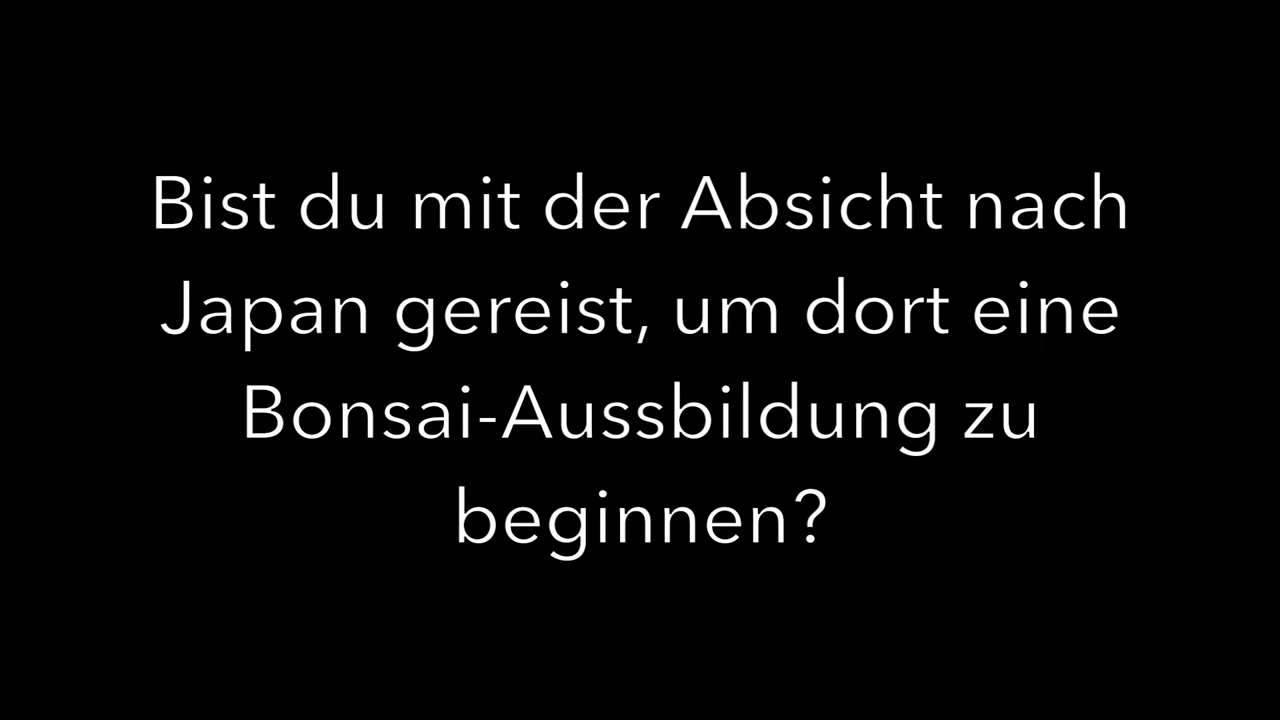 Bist du mit der Absicht nach
Japan gereist, um dort eine
Bonsai-Aussbildung zu
beginnen?